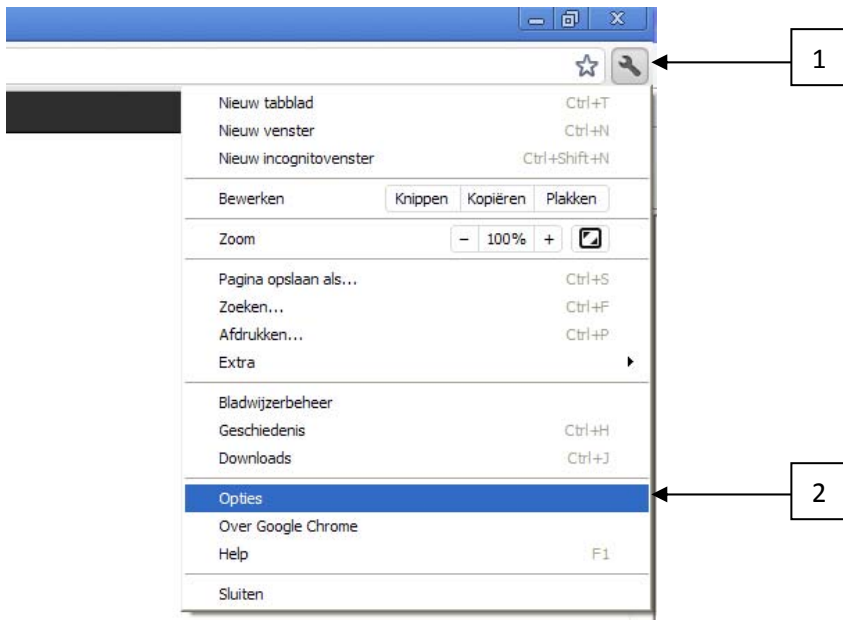 1
Nieuw tabblad Ctrl+T
Nieuw venster Ctrl+N
Nieuw incognitovenster Ctrl+Shift+N
Bewerken Knippen Kopiëren Plakken
Zoom - 100% +
Pagina opslaan als... Ctrl+S
Zoeken... Ctrl+F
Afdrukken... Ctrl+P
Extra
Bladwijzerbeheer
Geschiedenis Ctrl+H
Downloads Ctrl+J
Opties 2
Over Google Chrome
Help F1
Sluiten